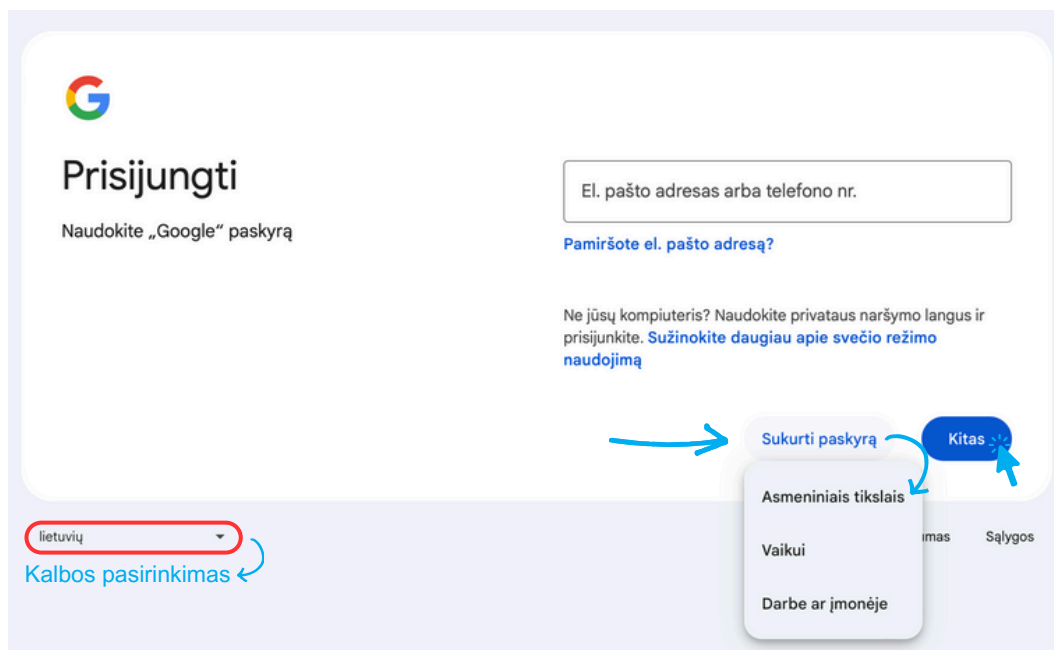 Prisijungti
Naudokite „Google“ paskyrą
El. pašto adresas arba telefono nr.
Pamiršote el. pašto adresą?
Ne jūsų kompiuteris? Naudokite privataus naršymo langus ir
prisijunkite. Sužinokite daugiau apie svečio režimo
naudojimą
Sukurti paskyrą
Kitas
Asmeniniais tikslais
Vaikui
Darbe ar įmonėje
lietuvių
Sąlygos
Kalbos pasirinkimas